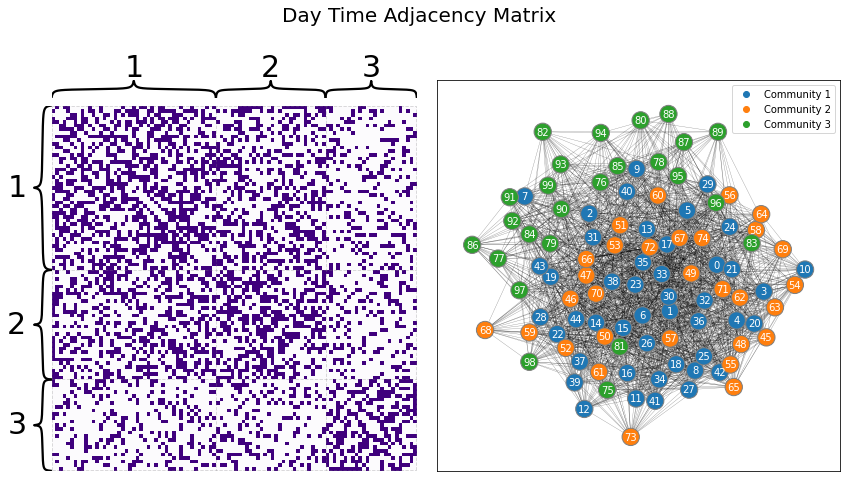 Day Time Adjacency Matrix
1 2 3
1
2
3
Community 1
Community 2
Community 3
88
80
82 94 89
87
93 85 9 78
95
99 76 40 29
91 7 60 56
90 2 5 96
92 64
51 24
84 13 58
79 31 53 17 67 74 83
86 72 69
77 66 35
43 0 21 10
19 47 33 49
38 23 54
97 46 70 71 3
30 32 62
63
28 44 6 1
14 36 4 20
68 59 22 15
50 57 45
52 81 26 48
98 37 25
61 16 18 8 55
39 34 42
75 27 65
12 11 41
73